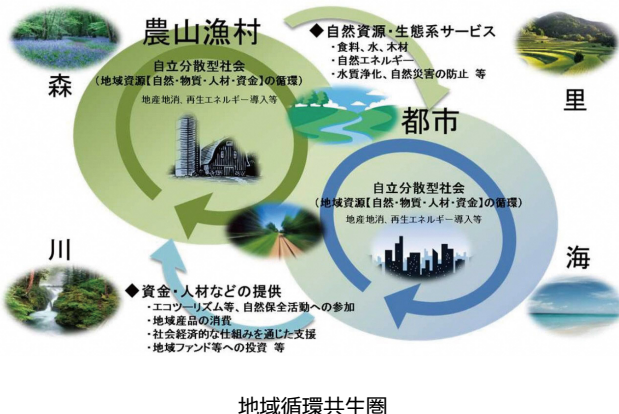 農山漁村
自立分散型社会
(地域資源【自然・物質・人材・資金】の循環)
地産地消、再生エネルギー導入等
森
◆自然資源・生態系サービス
・食料、水、木材
・自然エネルギー
・水質浄化、自然災害の防止 等
里
都市
自立分散型社会
(地域資源【自然・物質・人材・資金】の循環)
地産地消、再生エネルギー導入等
川
◆資金・人材などの提供
・エコツーリズム等、自然保全活動への参加
・地域産品の消費
・社会経済的な仕組みを通じた支援
・地域ファンド等への投資 等
海
地域循環共生圏